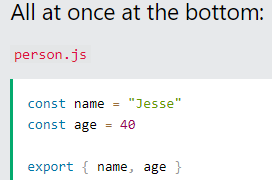 All at once at the bottom:
person.js
const name = "Jesse"
const age = 40
export { name, age }